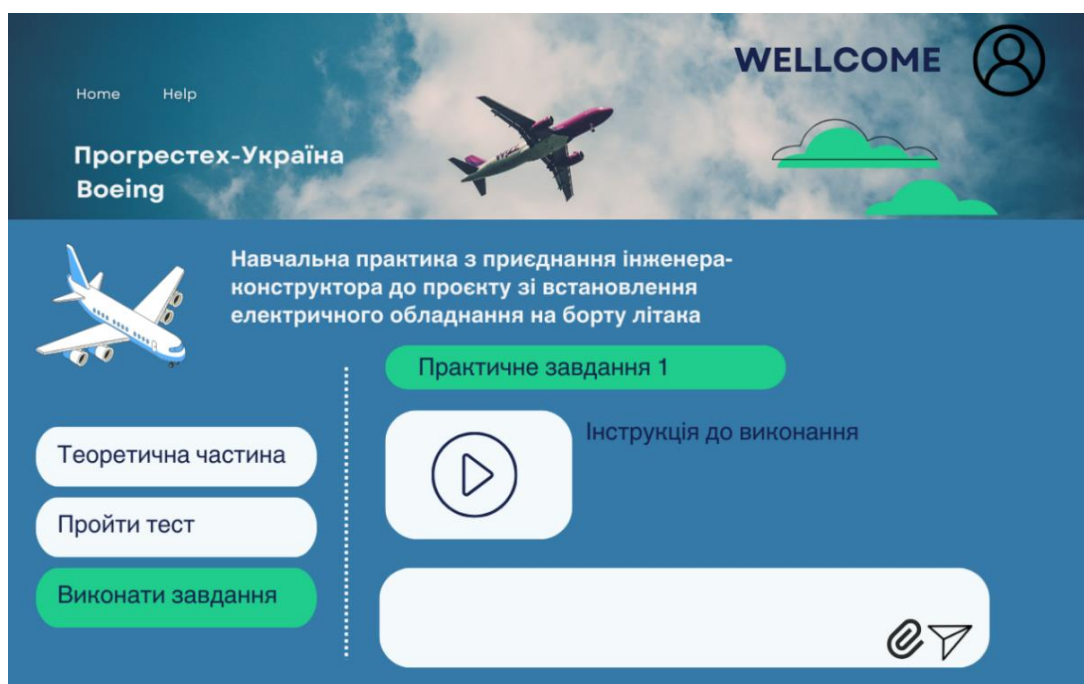 WELLCOME
Home Help
Прогрестех-Україна
Boeing
Навчальна практика з приєднання інженера-
конструктора до проєкту зі встановлення
електричного обладнання на борту літака
Практичне завдання 1
Інструкція до виконання
Теоретична частина
Пройти тест
Виконати завдання